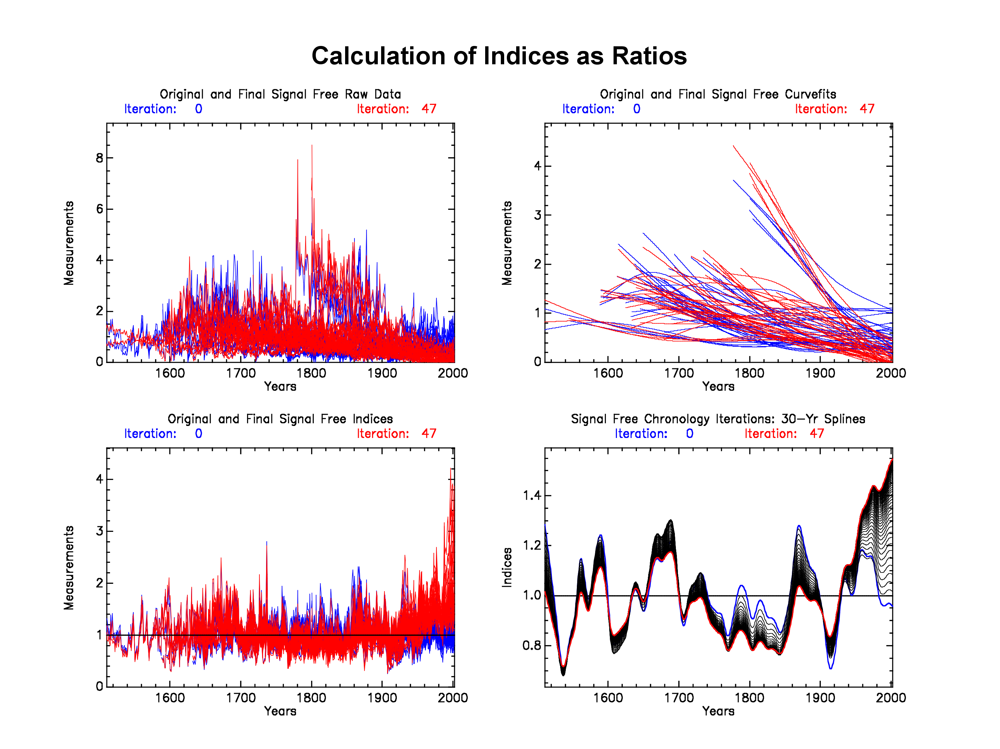 Calculation of Indices as Ratios
Original and Final Signal Free Raw Data
Iteration: 0 Iteration: 47
8
6
4
2
0
Measurements
1600 1700 1800 1900 2000
Years
Original and Final Signal Free Curvefits
Iteration: 0 Iteration: 47
4
3
2
1
0
Measurements
1600 1700 1800 1900 2000
Years
Original and Final Signal Free Indices
Iteration: 0 Iteration: 47
4
3
2
1
0
Measurements
1600 1700 1800 1900 2000
Years
Signal Free Chronology Iterations: 30-Yr Splines
Iteration: 0 Iteration: 47
1.4
1.2
1.0
0.8
Indices
1600 1700 1800 1900 2000
Years